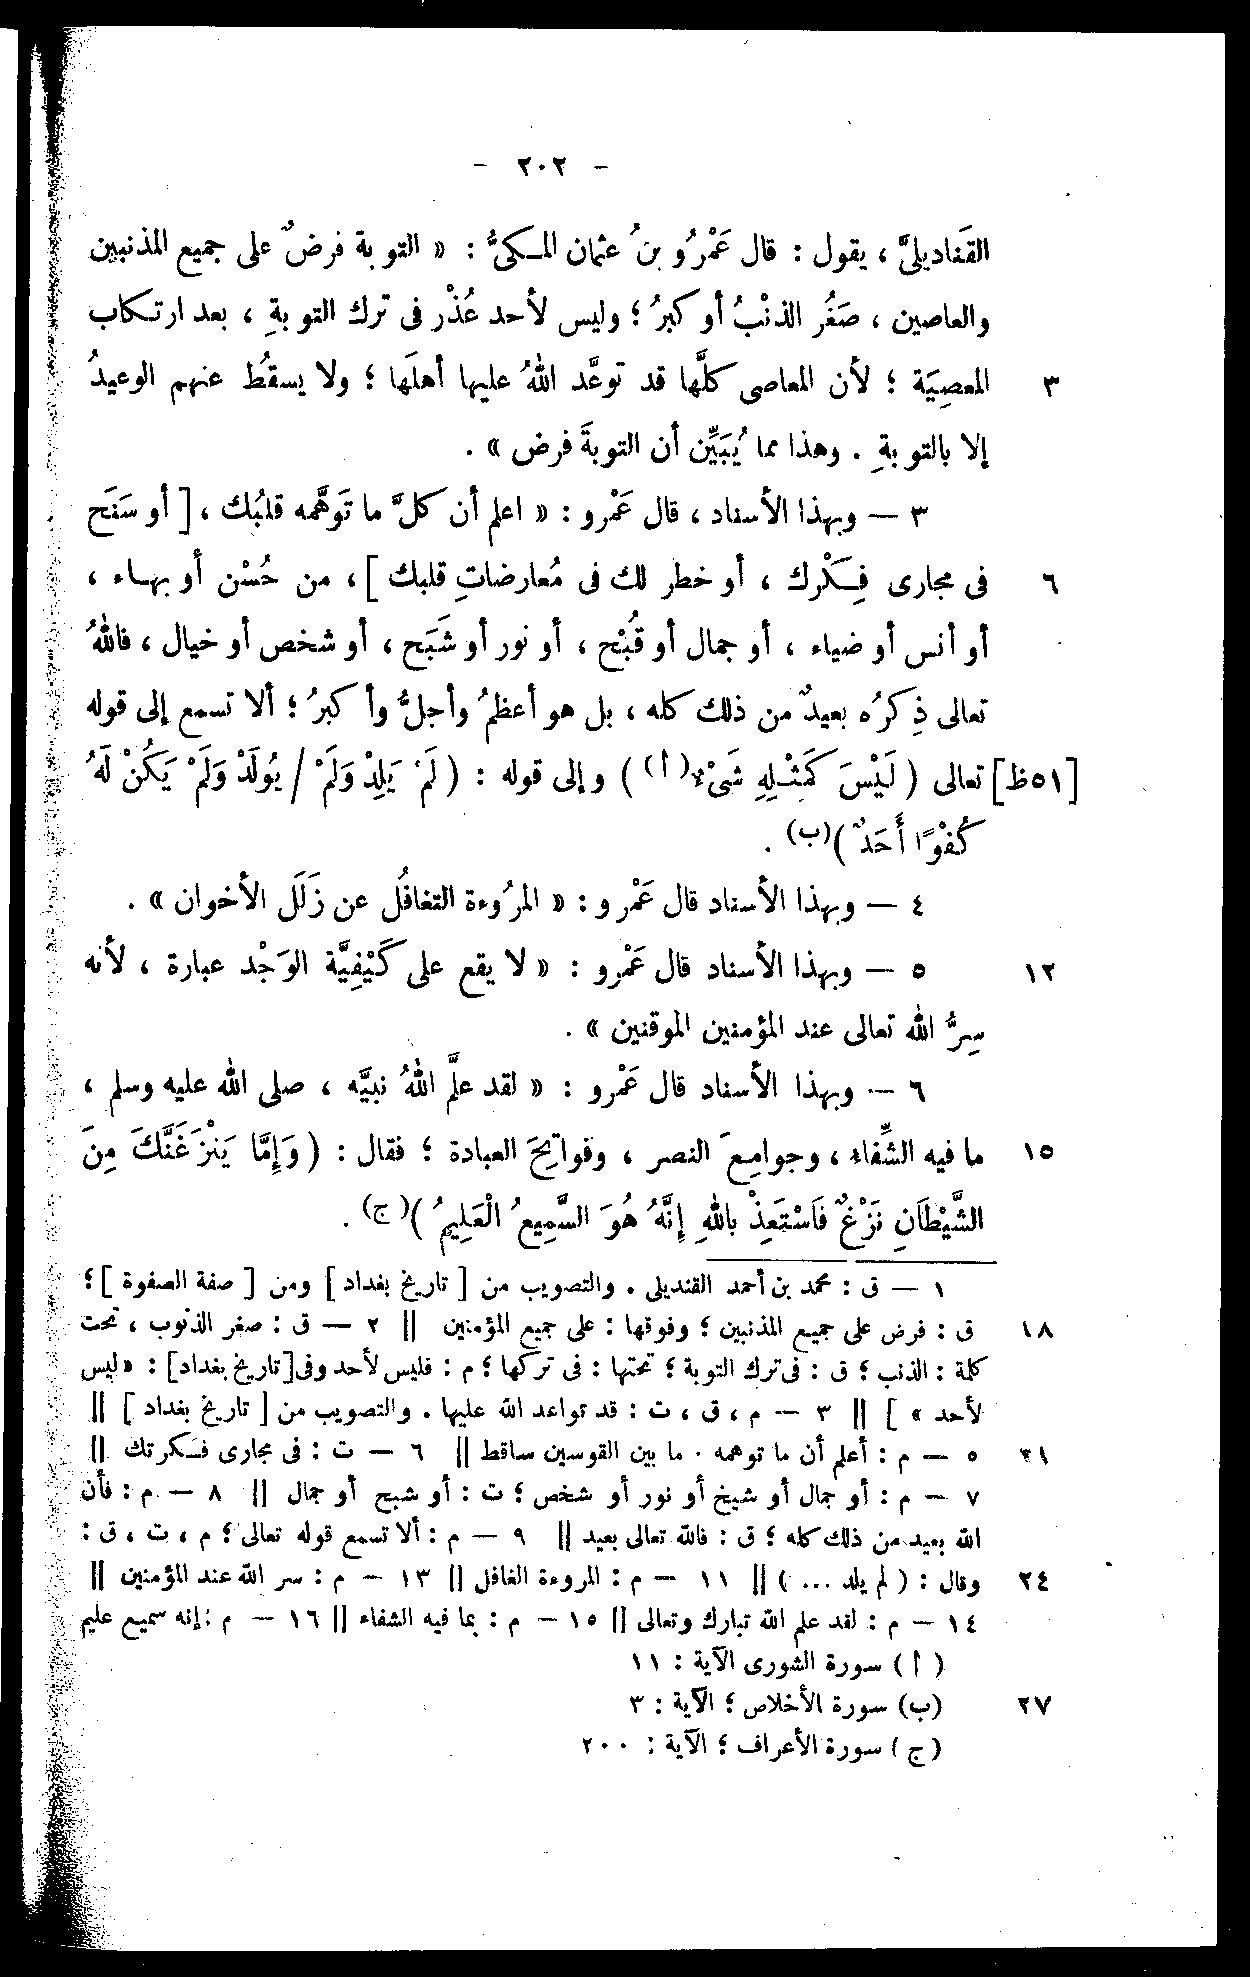 - ٢٠٢ -
القَناديلىَّ ، يقول : قال عَمْرُو بنُ عثمان المكىُّ : « التوبة فرضٌ على جميع المذنبين
والعاصين ، صَغُر الذنْبُ أو كبرُ ؛ وليس لأحد عُذْر فى ترك التوبةِ ، بعد ارتكاب
٣ المعصِيَة ؛ لأن المعاصى كلَّها قد توعَّد اللهُ عليها أهلَها ؛ ولا يسقُط عنهم الوعيدُ
إلا بالتوبةِ . وهذا مما يُبَيِّن أن التوبةَ فرض » .
٣ — وبهذا الأسناد ، قال عَمْرو : « اعلم أن كلَّ ما تَوهَّمه قلبُك ، [ أو سَنَح
٦ فى مجارى فِكْرك ، أو خطر لك فى مُعارضاتِ قلبك ] ، من حُسْن أو بهاء ،
أو أنس أو ضياء ، أو جمال أو قُبْح ، أو نور أو شَبَح ، أو شخص أو خيال ، فاللهُ
تعالى ذِكرُه بعيدٌ من ذلك كله ، بل هو أعظمُ وأجلُّ وأكبرُ ؛ ألا تسمع إلى قوله
[٥١ظ] تعالى ( لَيْسَ كَمِثْلِهِ شَىْءٌ(أ) ) وإلى قوله : ( لَمْ يَلِدْ وَلَمْ / يُولَدْ وَلَمْ يَكُنْ لَهُ
كُفْوًا أَحَدٌ )(ب) .
٤ — وبهذا الأسناد قال عَمْرو : « المرُوءة التغافُل عن زَلَل الأخوان » .
١٢ ٥ — وبهذا الأسناد قال عَمْرو : « لا يقع على كَيْفِيَّة الوَجْد عبارة ، لأنه
سِرُّ الله تعالى عند المؤمنين الموقنين » .
٦ — وبهذا الأسناد قال عَمْرو : « لقد علَّم اللهُ نبيَّه ، صلى الله عليه وسلم ،
١٥ ما فيه الشِّفاء ، وجوامِعَ النصر ، وفواتِحَ العبادة ؛ فقال : ( وَإِمَّا يَنْزَغَنَّكَ مِنَ
الشَّيْطَانِ نَزْغٌ فَاسْتَعِذْ بِاللهِ إِنَّهُ هُوَ السَّمِيعُ الْعَلِيمُ )(ج) .
١ — ق : محمد بن أحمد القنديلى . والتصويب من [ تاريخ بغداد ] ومن [ صفة الصفوة ] ؛
١٨ ق : فرض على جميع المذنبين ؛ وفوقها : على جميع المؤمنين || ٢ — ق : صغر الذنوب ، تحت
كلمة : الذنب ؛ ق : فى ترك التوبة ؛ تحتها : فى تركها ؛ م : فليس لأحد وفى [تاريخ بغداد] : « ليس
لأحد » ] || ٣ — م ، ق ، ت : قد تواعد الله عليها . والتصويب من [ تاريخ بغداد ] ||
٢١ ٥ — م : أعلم أن ما توهمه . ما بين القوسين ساقط || ٦ — ت : فى مجارى فكرتك ||
٧ — م : أو جمال أو شيخ أو نور أو شخص ؛ ت : أو شبح أو جمال || ٨ — م : فأن
الله بعيد من ذلك كله ؛ ق : فالله تعالى بعيد || ٩ — م : ألا تسمع قوله تعالى ؛ م ، ت ، ق :
٢٤ وقال : ( لم يلد ... ) || ١١ — م : المروءة الغافل || ١٣ — م : سر الله عند المؤمنين ||
١٤ — م : لفد علم الله تبارك وتعالى || ١٥ — م : بما فيه الشفاء || ١٦ — م : إنه سميع عليم
( أ ) سورة الشورى الآية : ١١
٢٧ (ب) سورة الأخلاص ؛ الآية : ٣
(ج) سورة الأعراف ؛ الآية : ٢٠٠